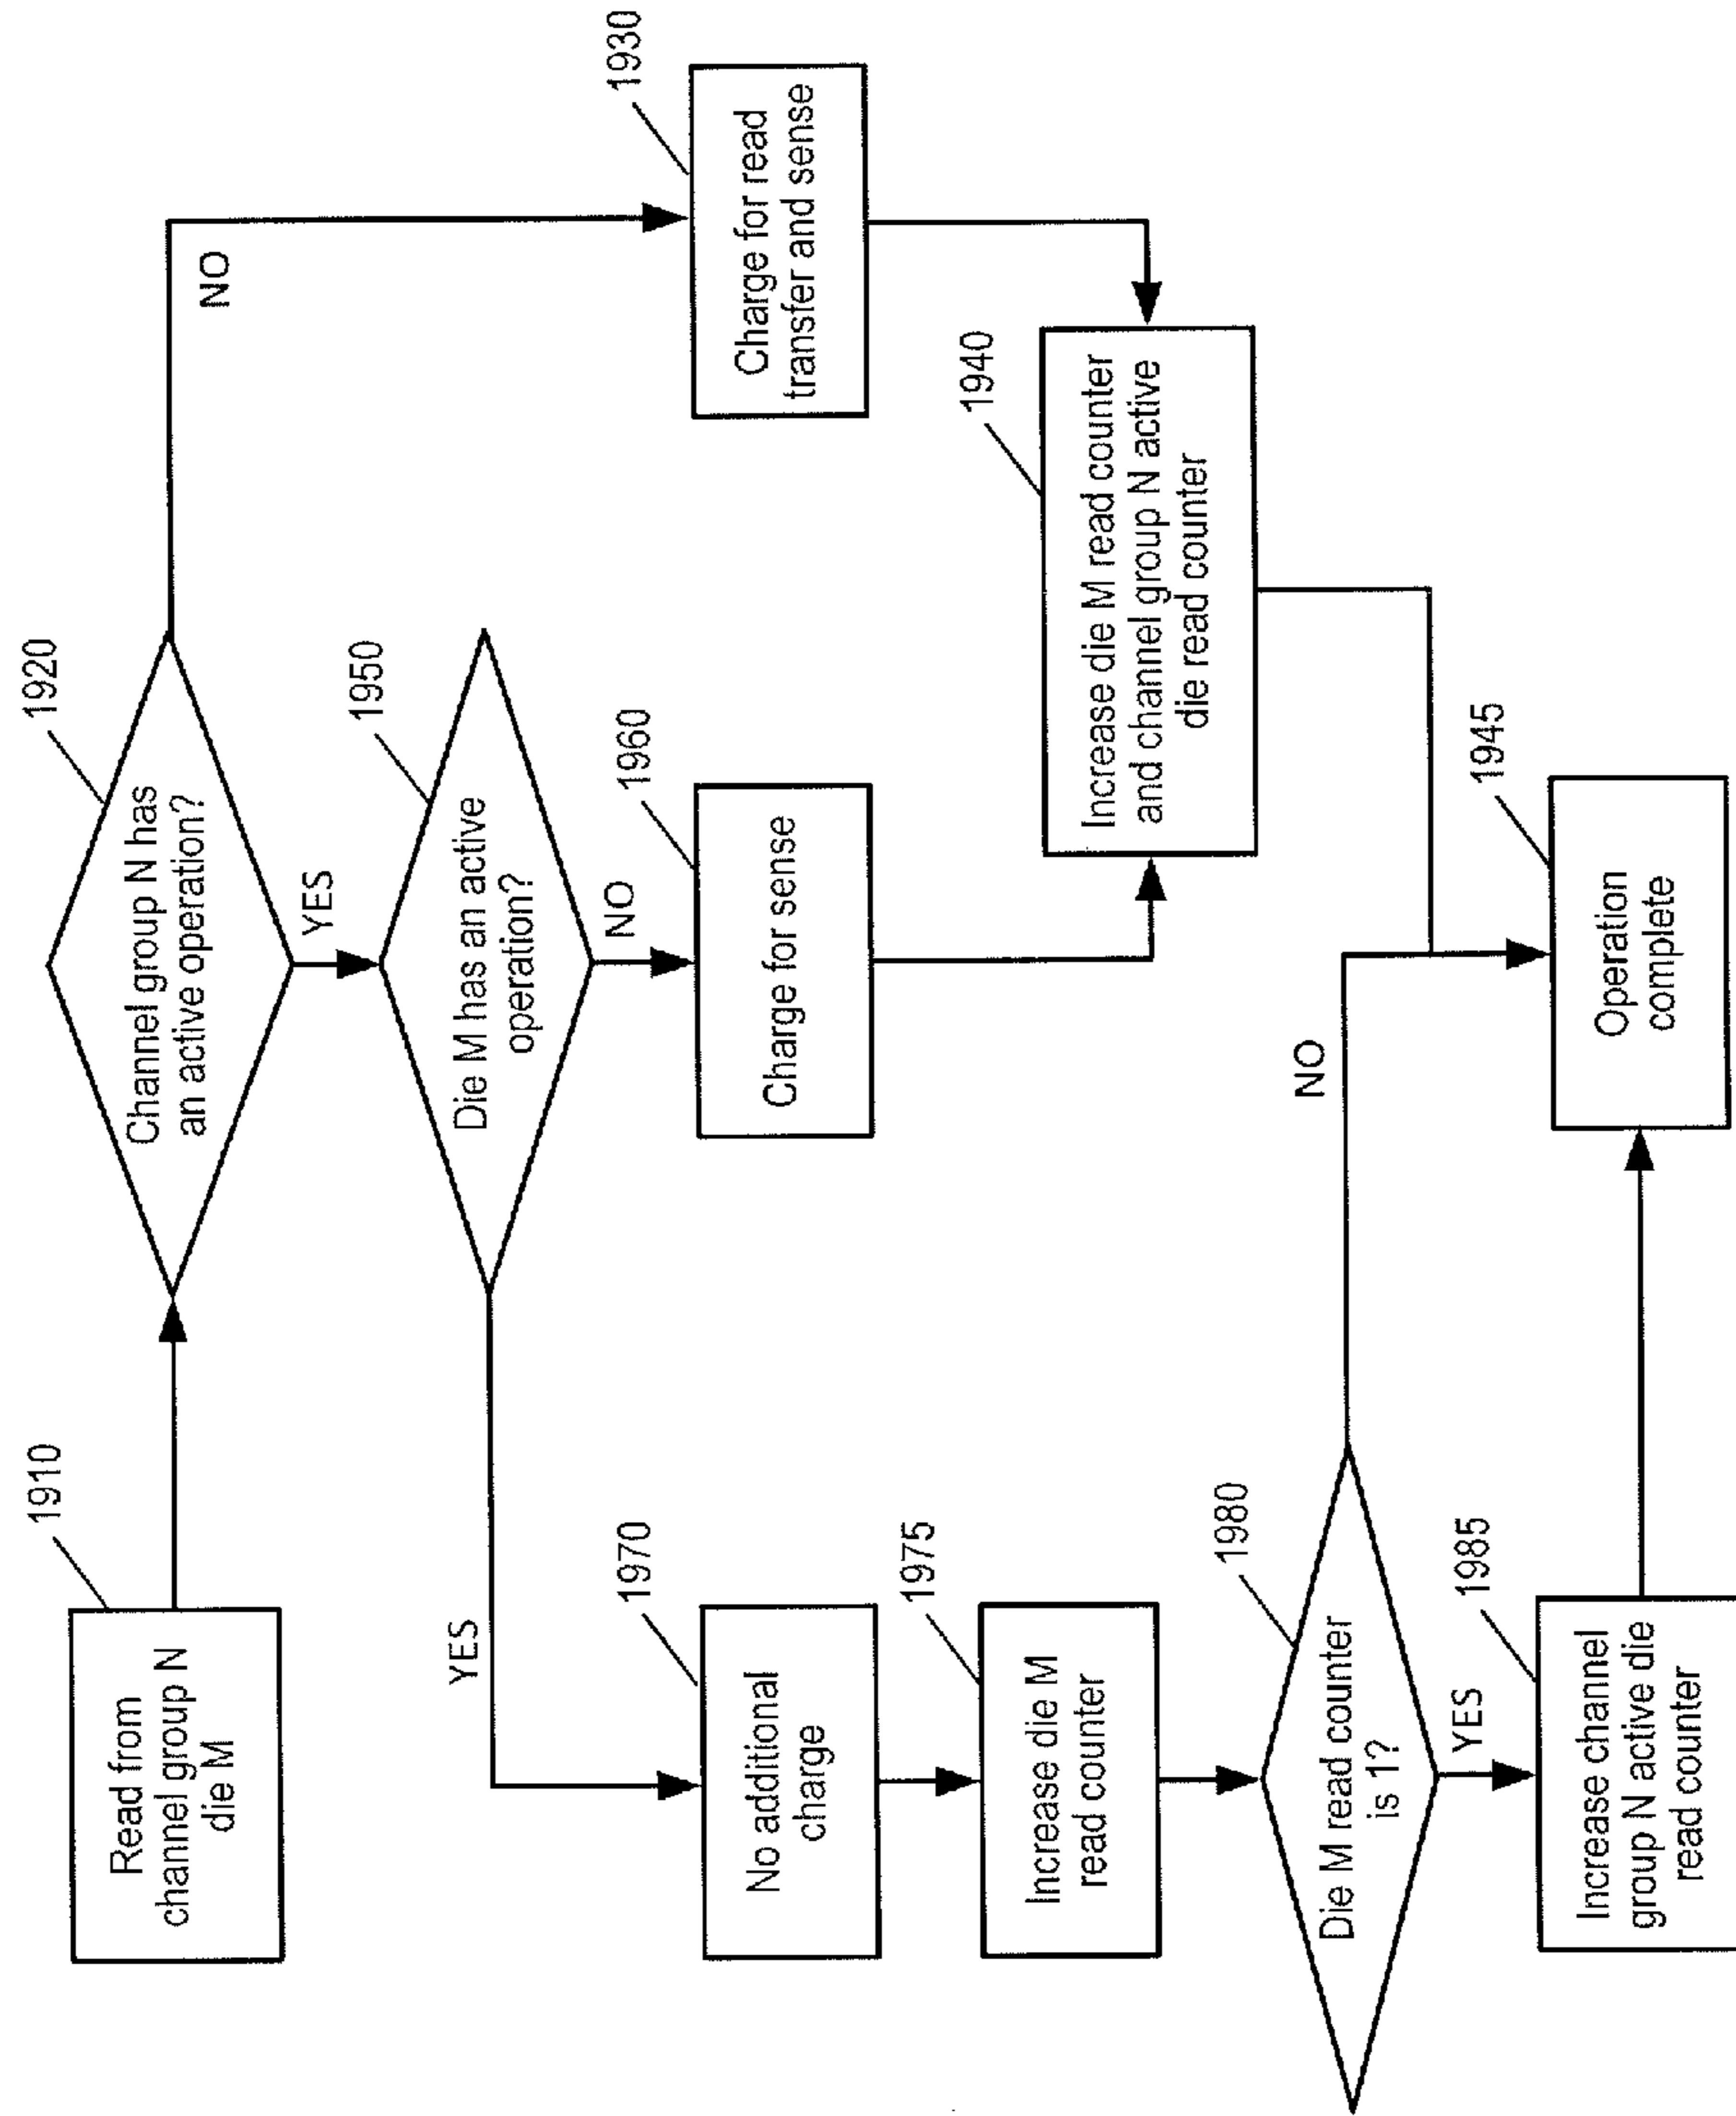 1910
Read from
channel group N
die M
1920
Channel group N has
an active operation?
NO
YES
1930
Charge for read
transfer and sense
1950
Die M has an active
operation?
YES
NO
1960
Charge for sense
1940
Increase die M read counter
and channel group N active
die read counter
1970
No additional
charge
1975
Increase die M
read counter
1980
Die M read counter
is 1?
NO
YES
1985
Increase channel
group N active die
read counter
1945
Operation
complete